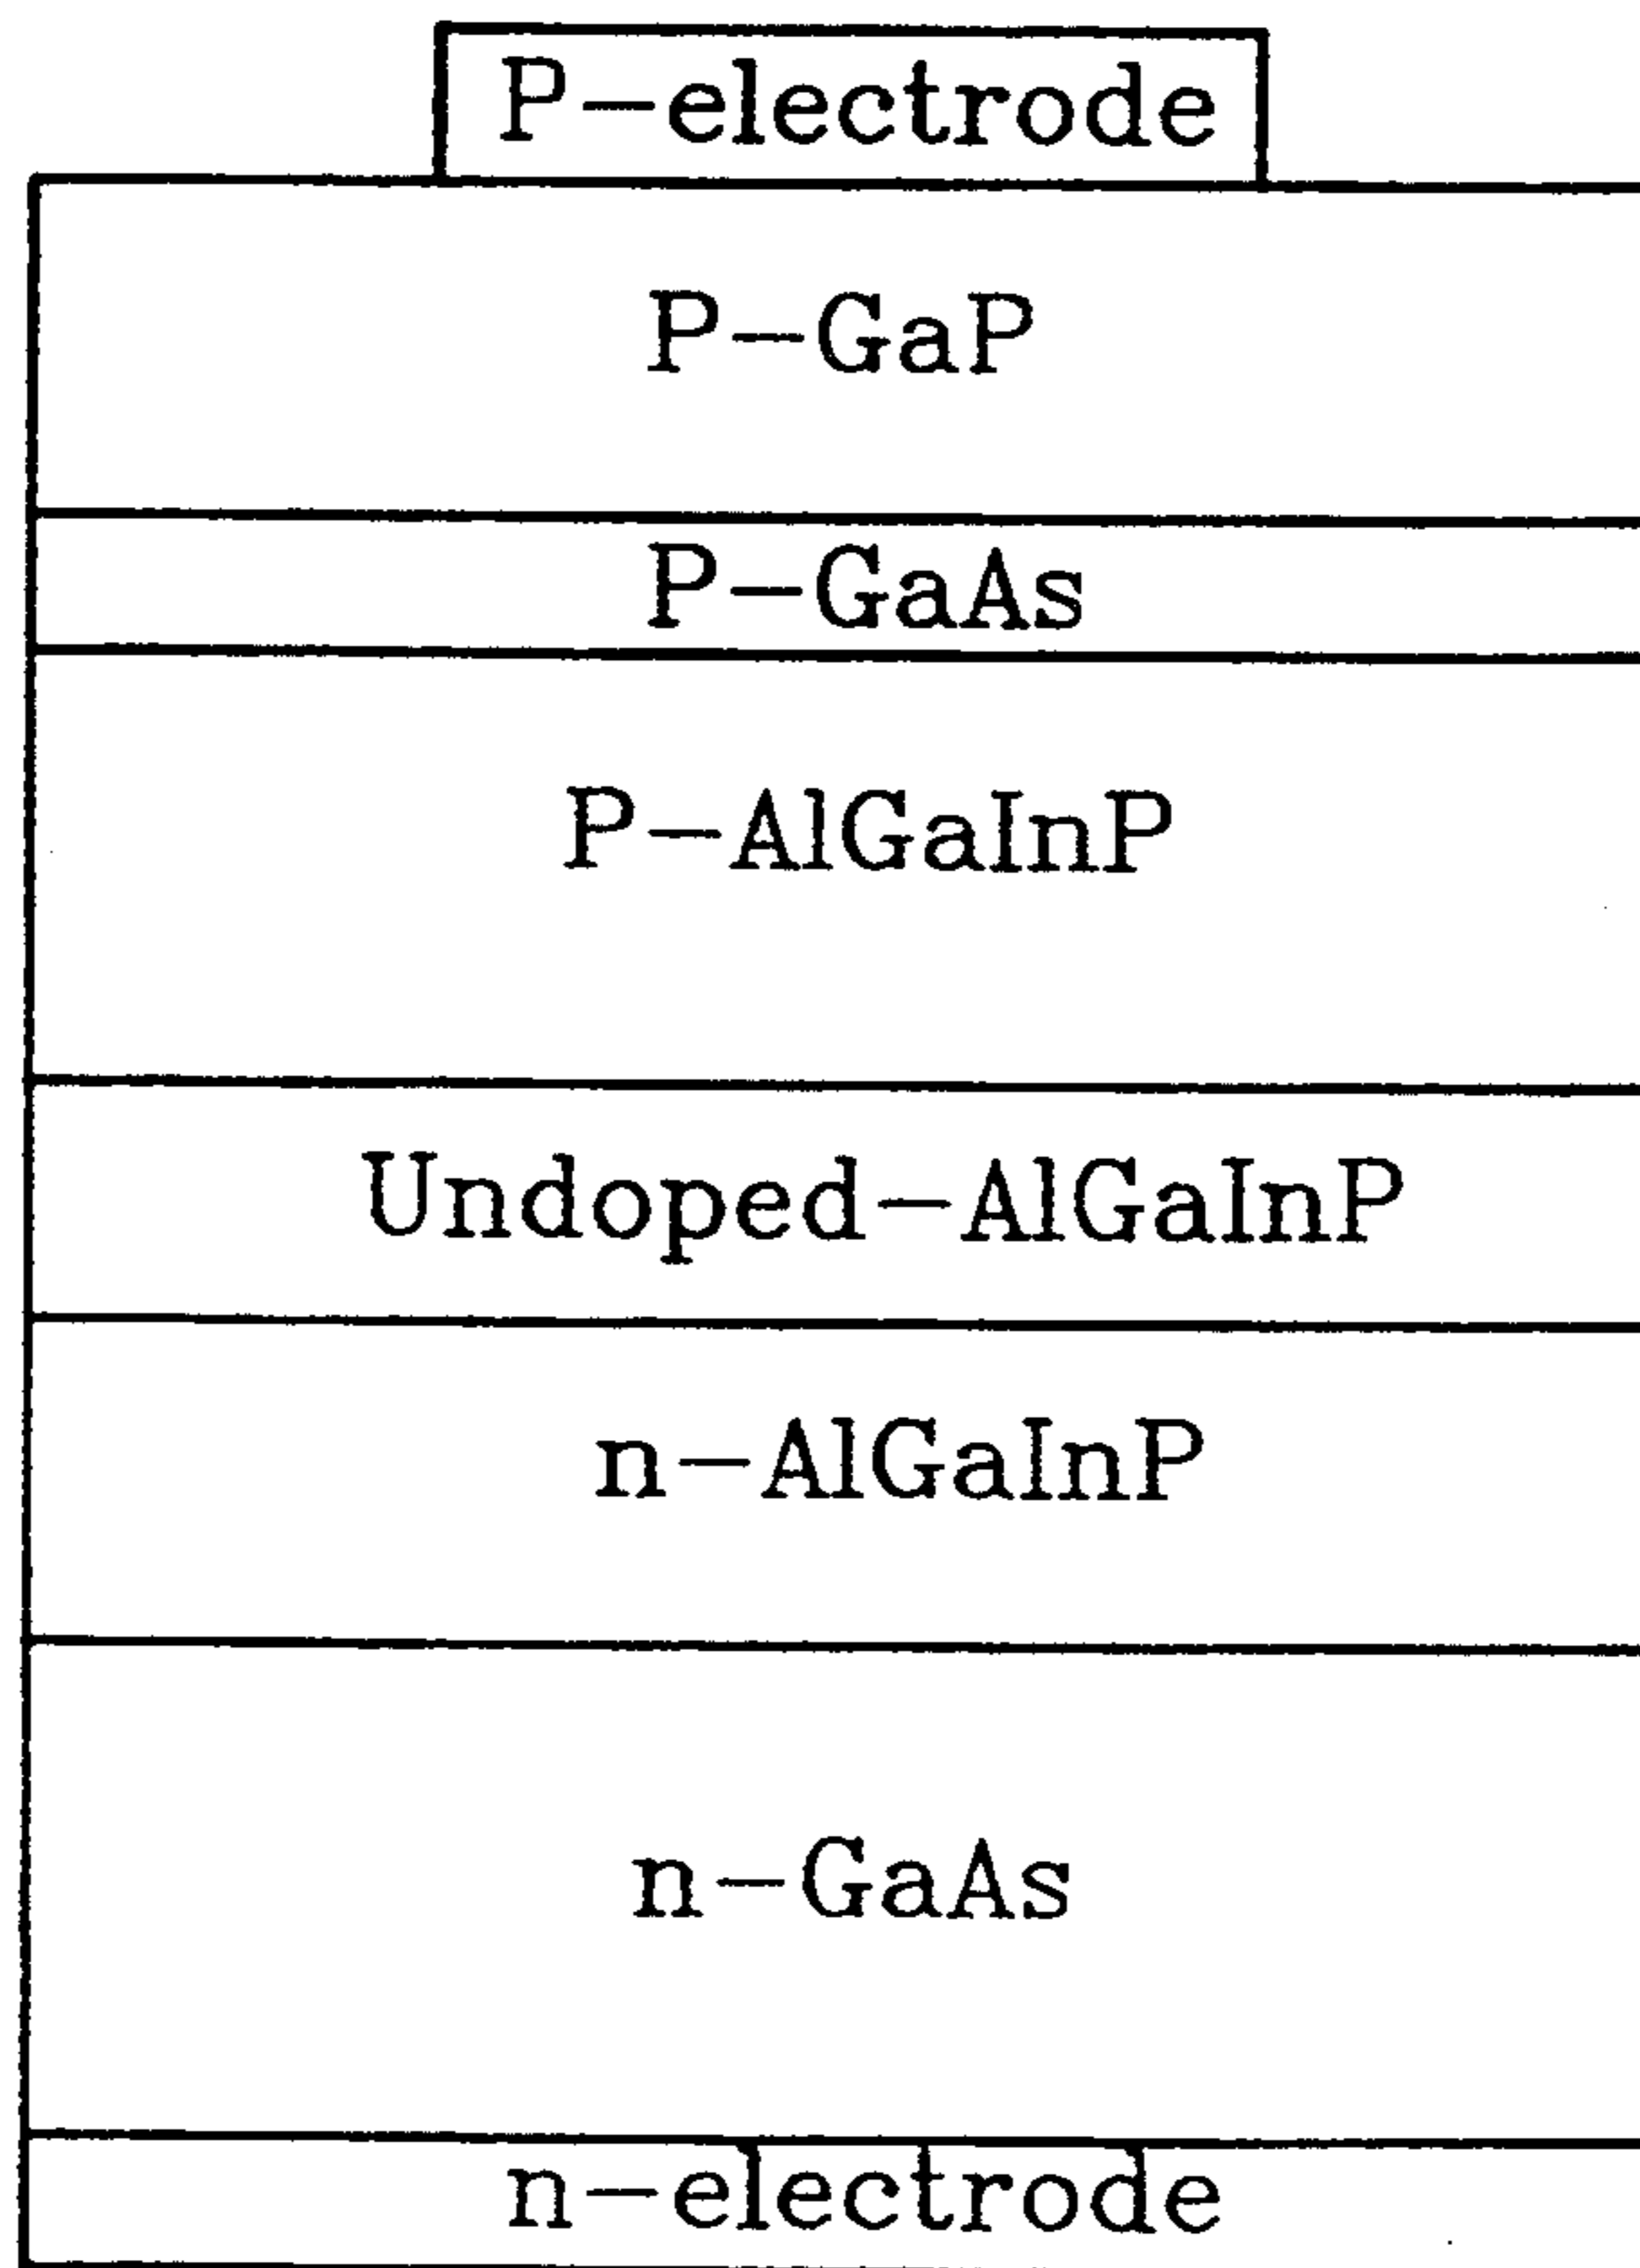 P-electrode
P-GaP
P-GaAs
P-AlGaInP
Undoped-AlGaInP
n-AlGaInP
n-GaAs
n-electrode